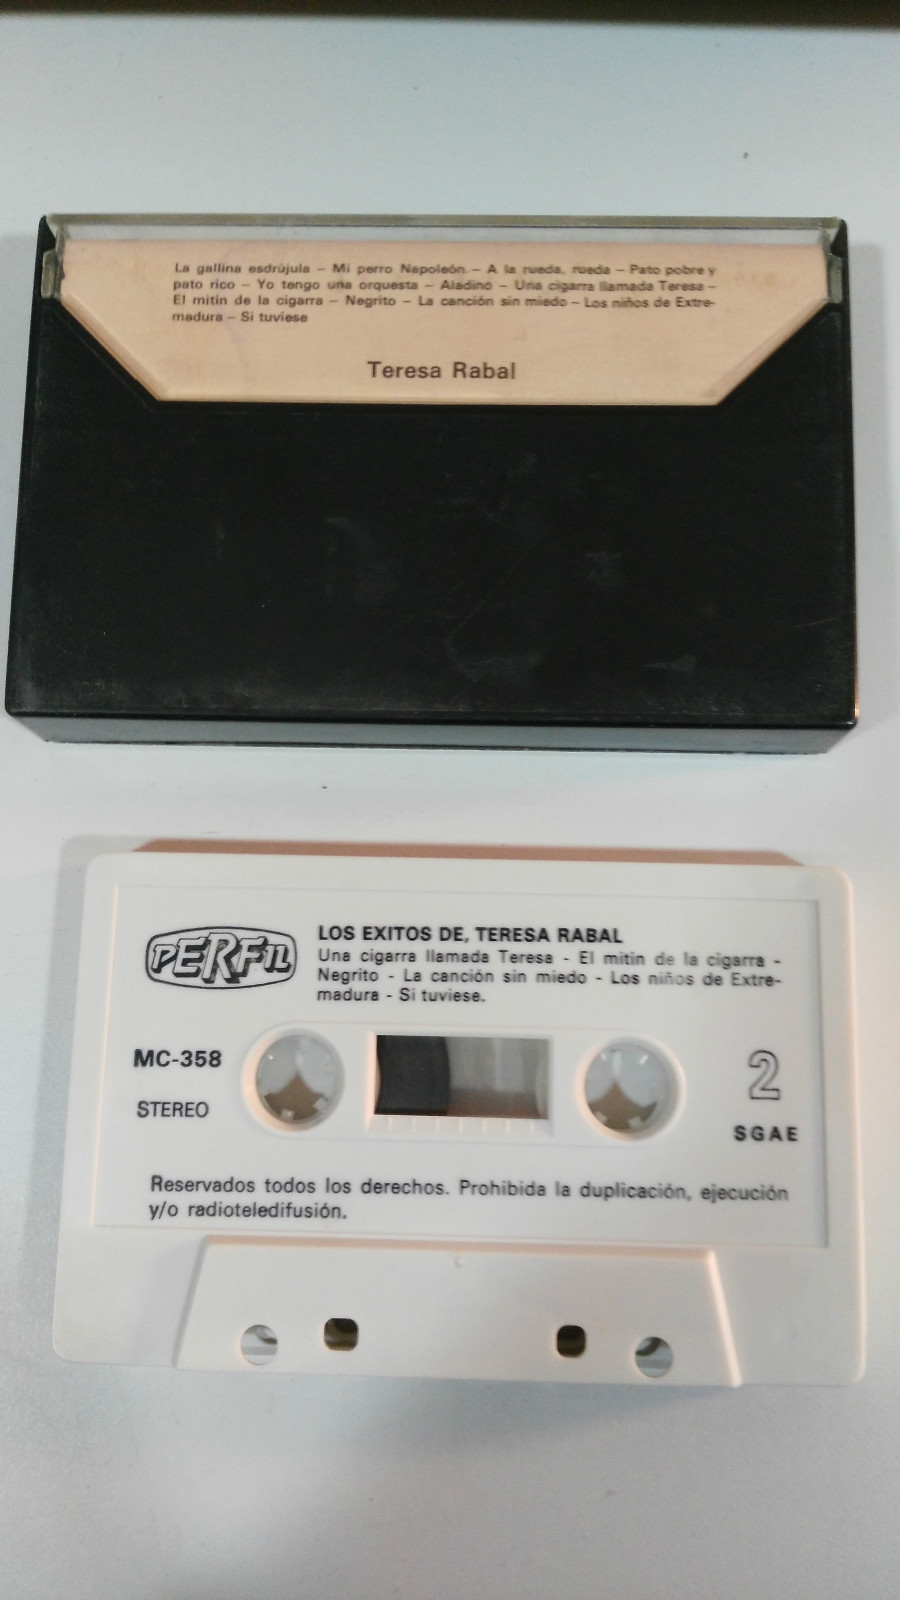 La gallina esdrújula – Mi perro Napoleón – A la rueda, rueda – Pato pobre y
pato rico – Yo tengo una orquesta – Aladino – Una cigarra llamada Teresa –
El mitin de la cigarra – Negrito – La canción sin miedo – Los niños de Extre-
madura – Si tuviese
Teresa Rabal
PERFIL
LOS EXITOS DE, TERESA RABAL
Una cigarra llamada Teresa - El mitin de la cigarra -
Negrito - La canción sin miedo - Los niños de Extre-
madura - Si tuviese.
MC-358
STEREO
2
SGAE
Reservados todos los derechos. Prohibida la duplicación, ejecución
y/o radioteledifusión.